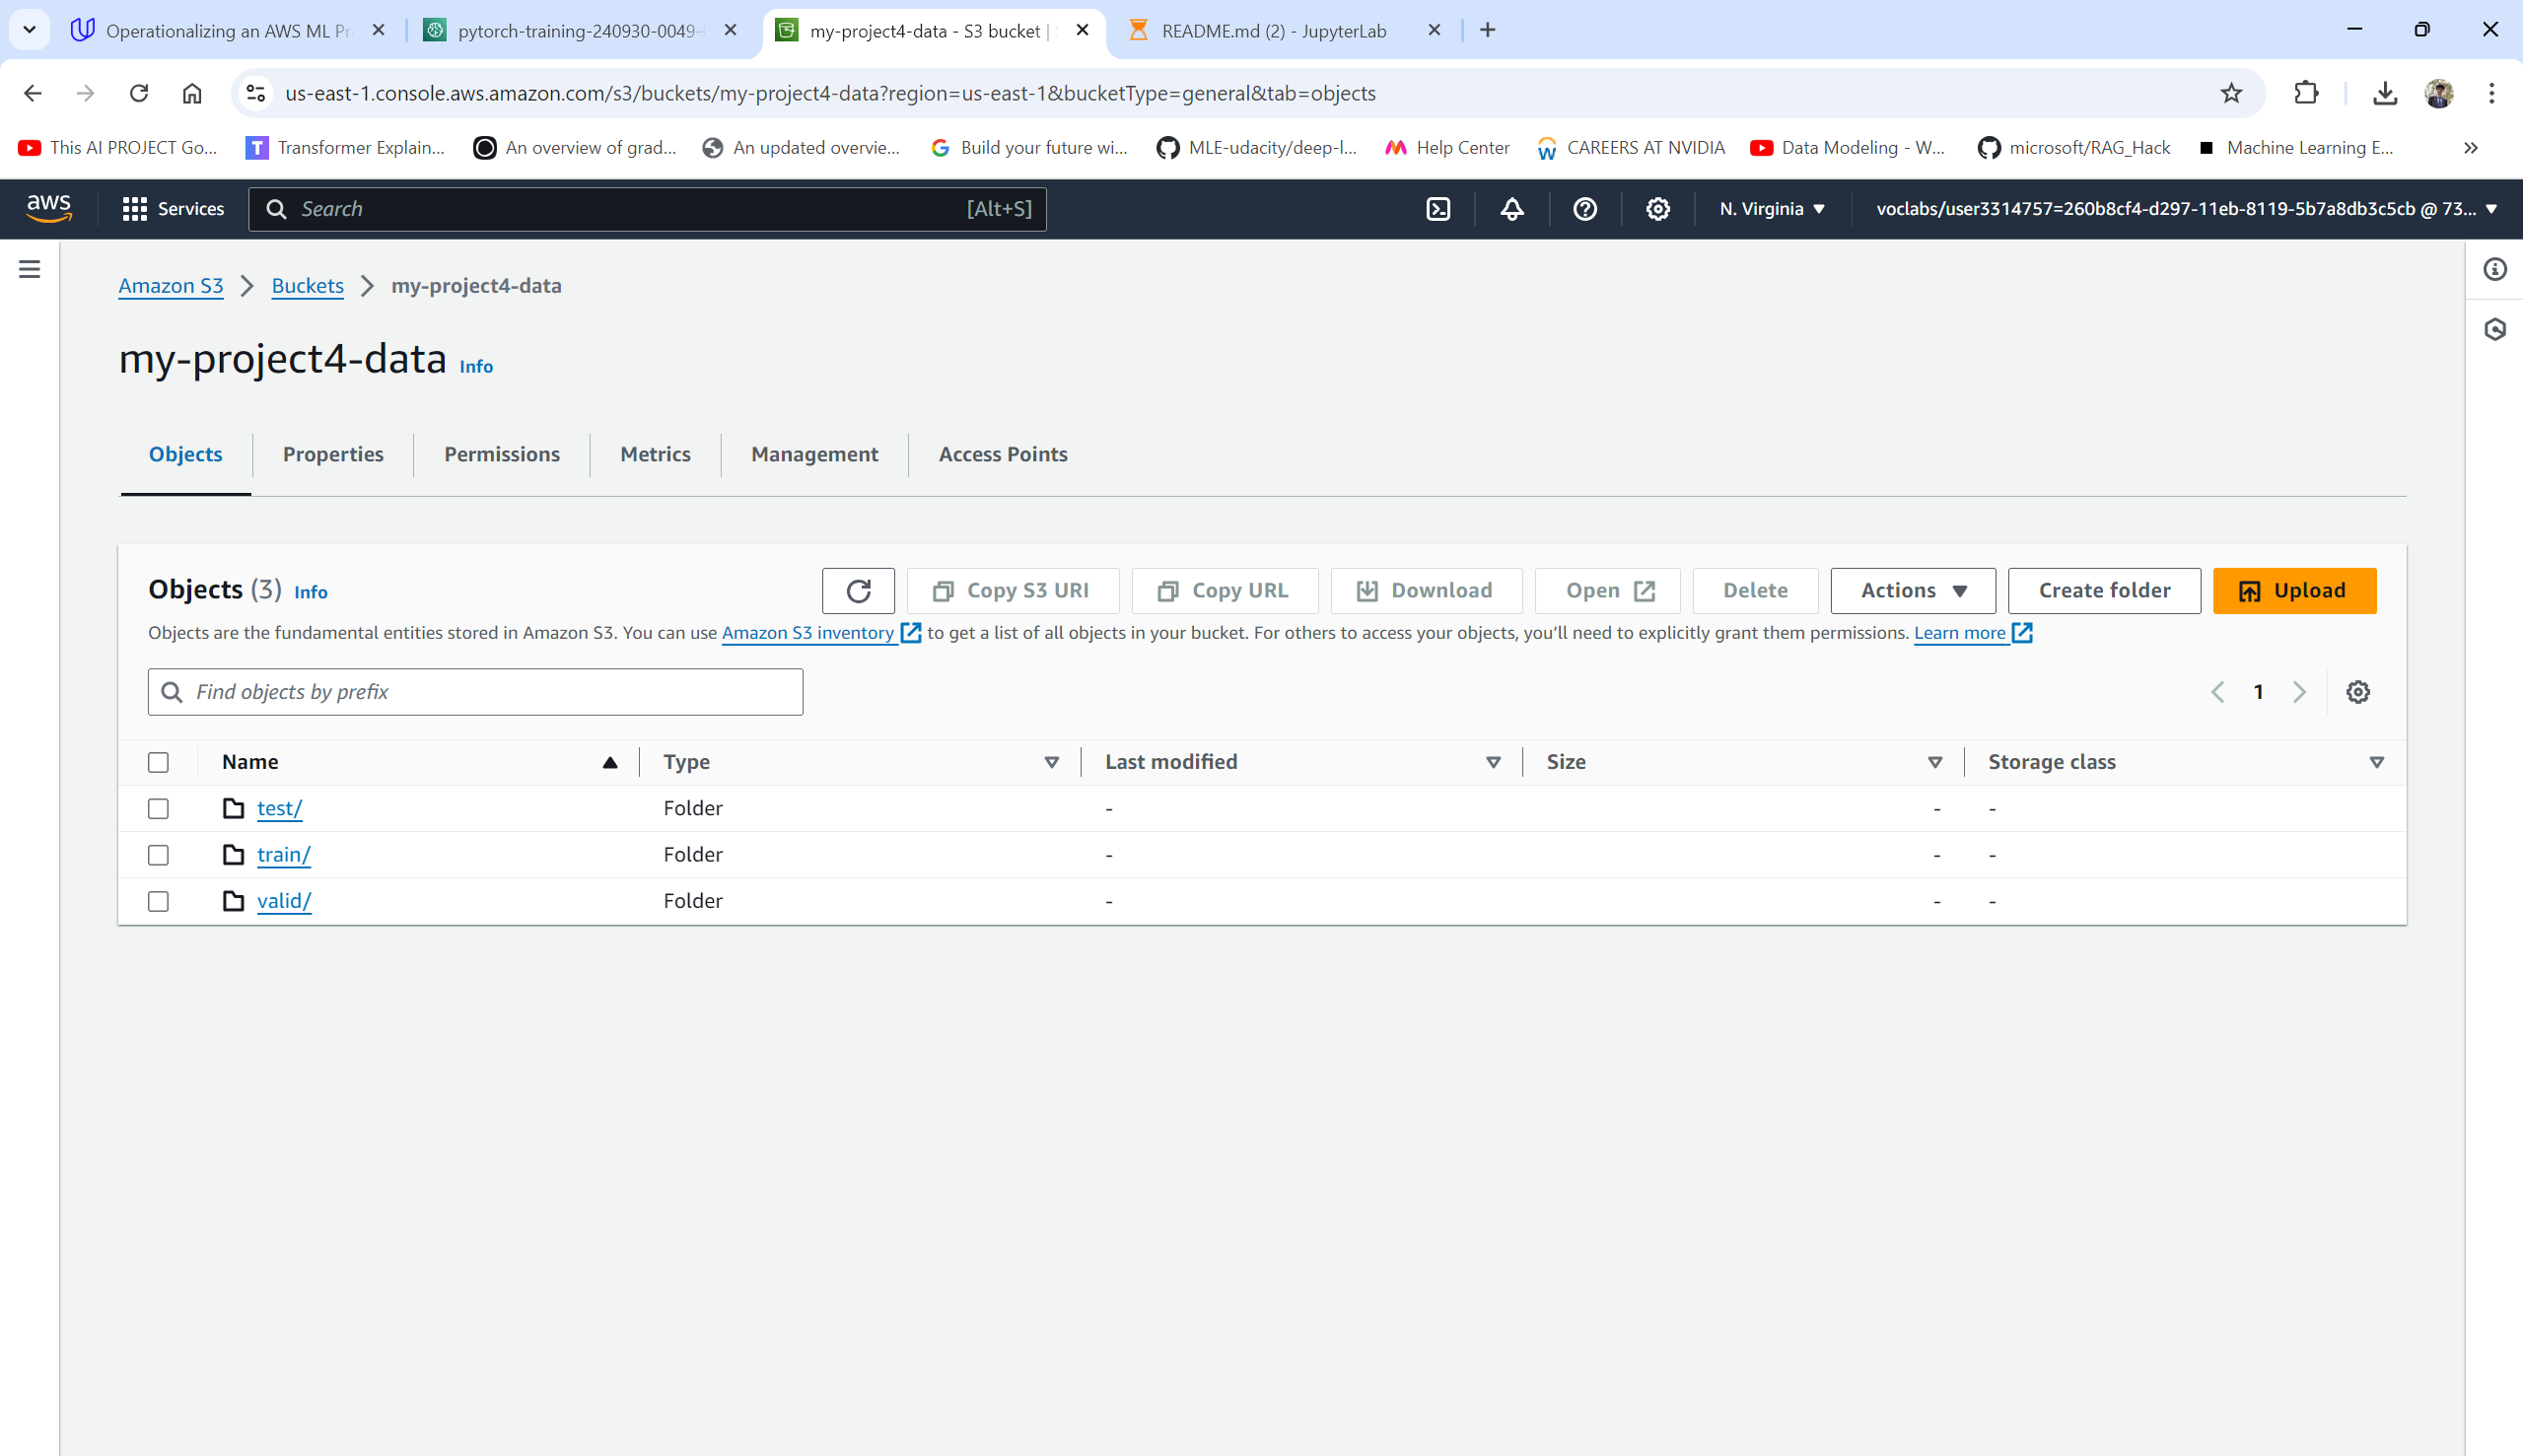 Operationalizing an AWS ML Pr
pytorch-training-240930-0049-
my-project4-data - S3 bucket |
README.md (2) - JupyterLab
us-east-1.console.aws.amazon.com/s3/buckets/my-project4-data?region=us-east-1&bucketType=general&tab=objects
This AI PROJECT Go...
Transformer Explain...
An overview of grad...
An updated overvie...
Build your future wi...
MLE-udacity/deep-l...
Help Center
CAREERS AT NVIDIA
Data Modeling - W...
microsoft/RAG_Hack
Machine Learning E...
aws
Services
Search
[Alt+S]
N. Virginia
voclabs/user3314757=260b8cf4-d297-11eb-8119-5b7a8db3c5cb @ 73...
Amazon S3
Buckets
my-project4-data
my-project4-data Info
Objects
Properties
Permissions
Metrics
Management
Access Points
Objects (3) Info
Copy S3 URI
Copy URL
Download
Open
Delete
Actions
Create folder
Upload
Objects are the fundamental entities stored in Amazon S3. You can use Amazon S3 inventory to get a list of all objects in your bucket. For others to access your objects, you’ll need to explicitly grant them permissions. Learn more
Find objects by prefix
1
Name
Type
Last modified
Size
Storage class
test/
Folder
-
-
-
train/
Folder
-
-
-
valid/
Folder
-
-
-